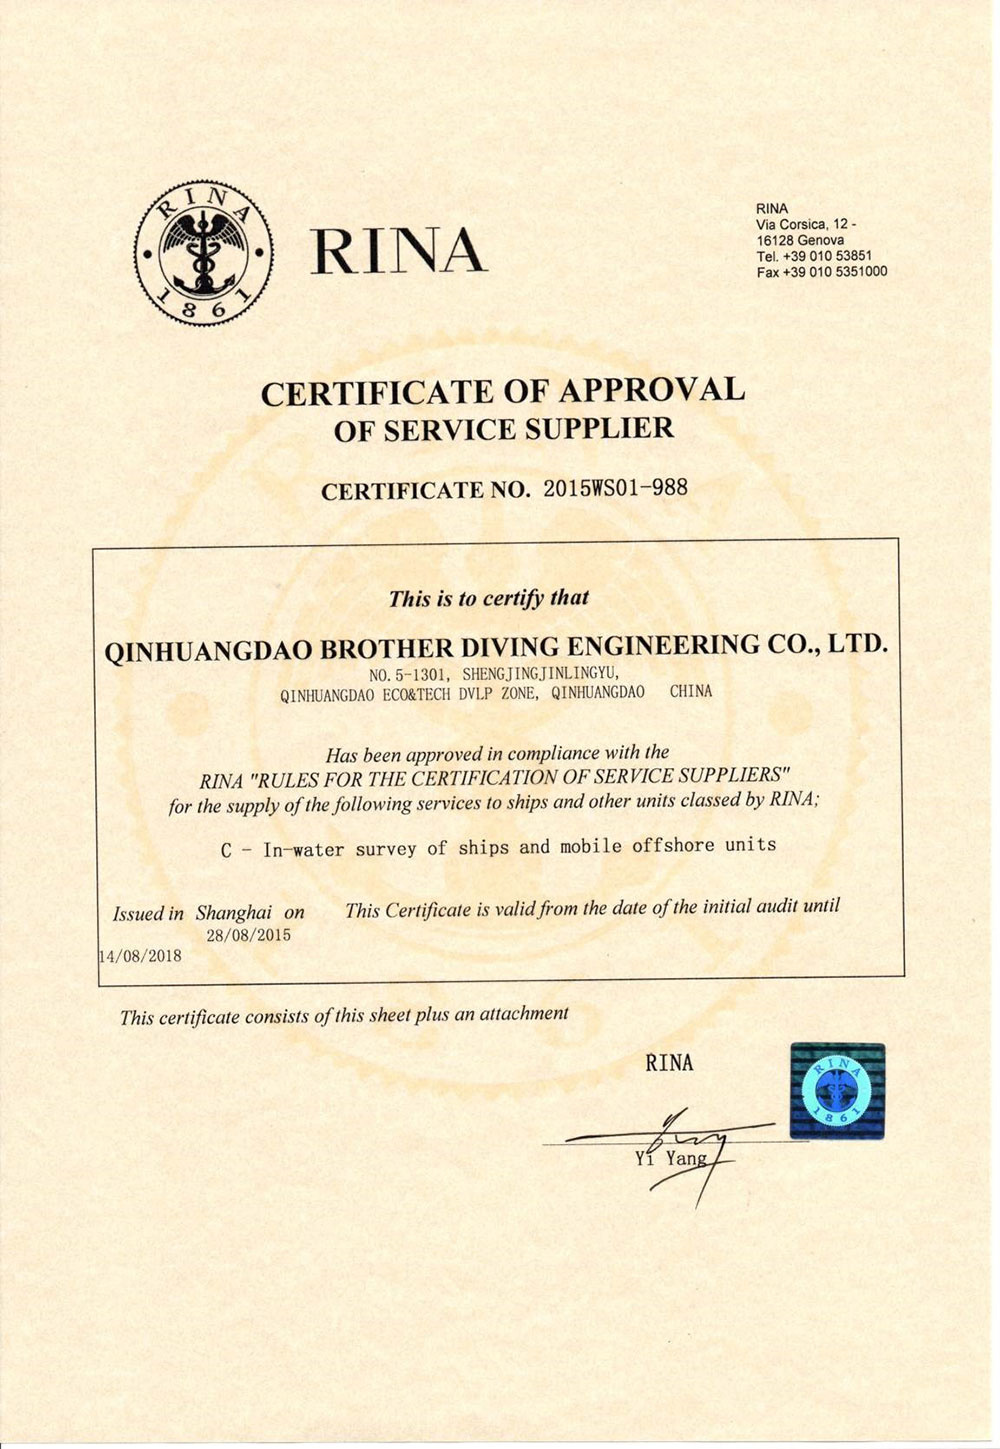 RINA
1861
RINA
RINA
Via Corsica, 12 -
16128 Genova
Tel. +39 010 53851
Fax +39 010 5351000
CERTIFICATE OF APPROVAL
OF SERVICE SUPPLIER
CERTIFICATE NO. 2015WS01-988
This is to certify that
QINHUANGDAO BROTHER DIVING ENGINEERING CO., LTD.
NO. 5-1301, SHENGJINGJINLINGYU,
QINHUANGDAO ECO&TECH DVLP ZONE, QINHUANGDAO CHINA
Has been approved in compliance with the
RINA "RULES FOR THE CERTIFICATION OF SERVICE SUPPLIERS"
for the supply of the following services to ships and other units classed by RINA;
C - In-water survey of ships and mobile offshore units
Issued in Shanghai on This Certificate is valid from the date of the initial audit until
28/08/2015
14/08/2018
This certificate consists of this sheet plus an attachment
RINA
RINA
1861
Yi Yang